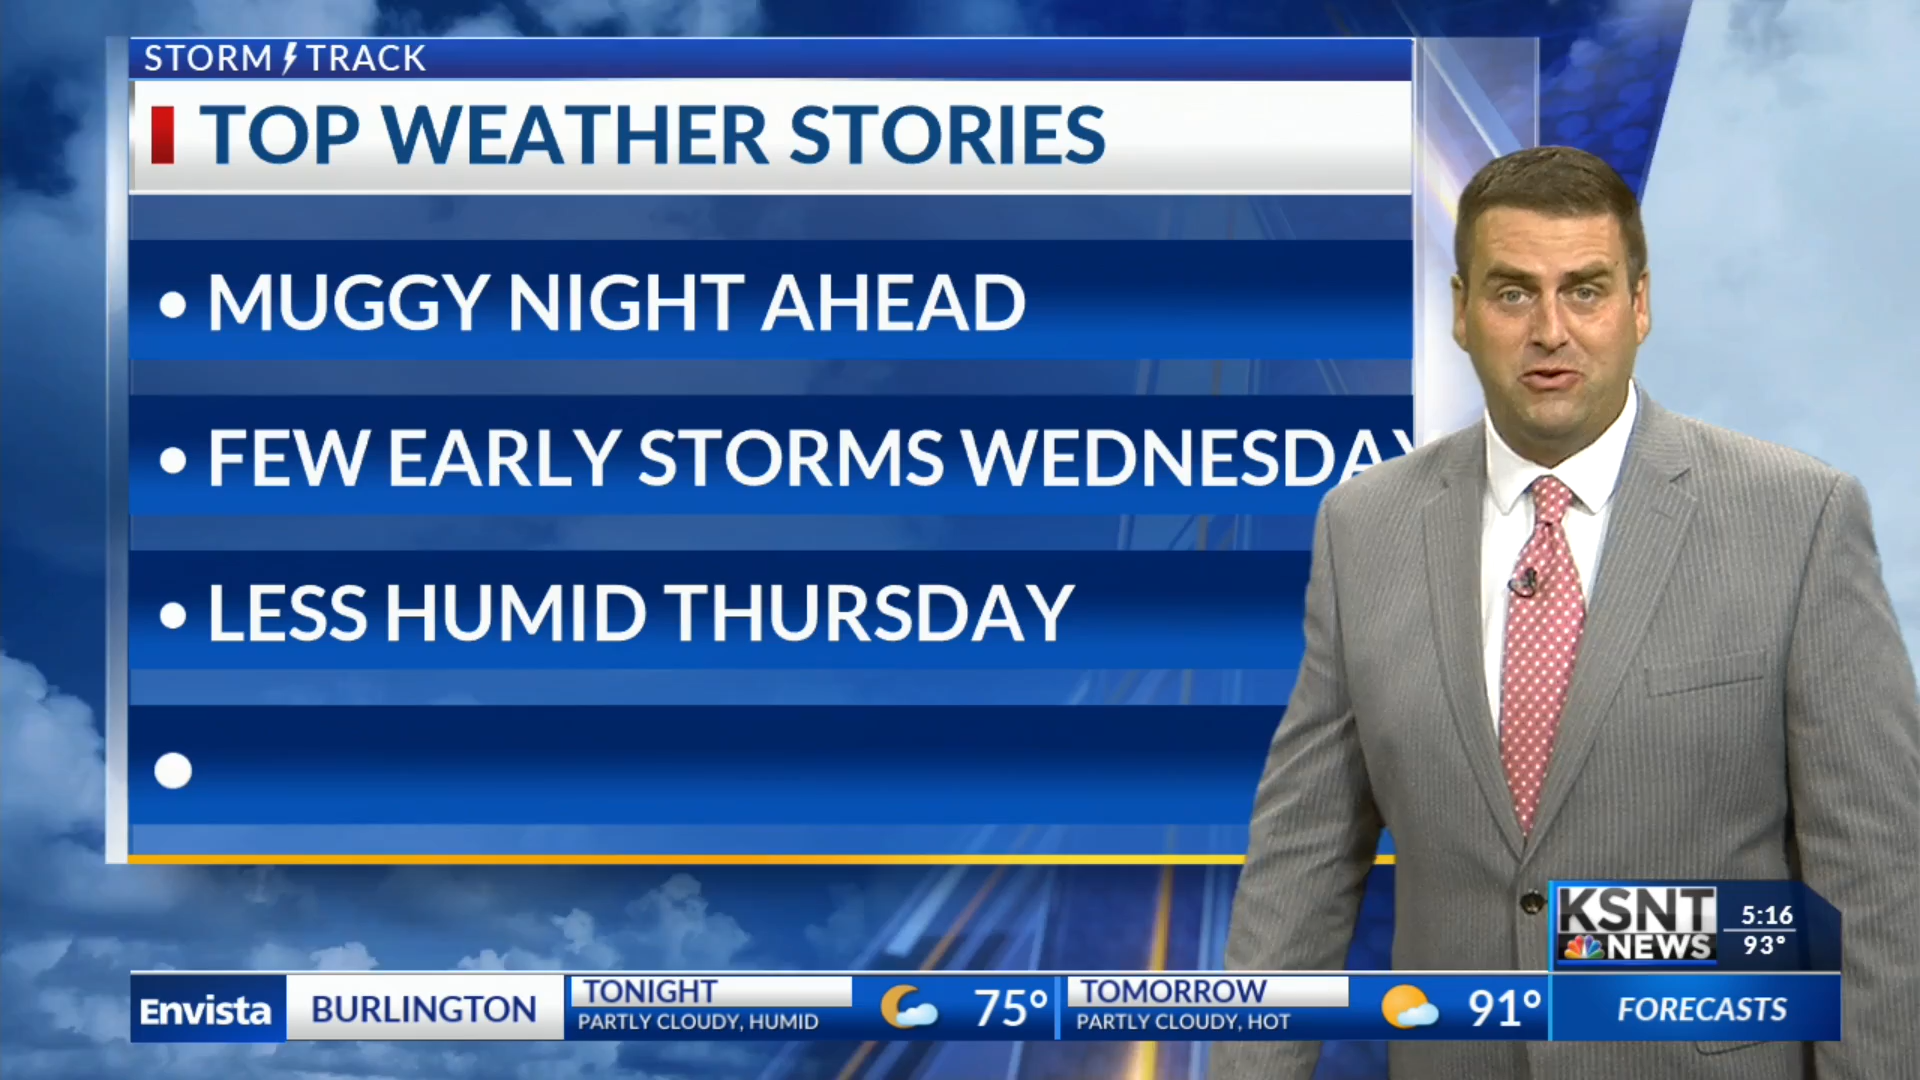 STORM TRACK
TOP WEATHER STORIES
• MUGGY NIGHT AHEAD
• FEW EARLY STORMS WEDNESDAY
• LESS HUMID THURSDAY
•
KSNT
NEWS
5:16
93°
Envista
BURLINGTON
TONIGHT
PARTLY CLOUDY, HUMID
75°
TOMORROW
PARTLY CLOUDY, HOT
91°
FORECASTS